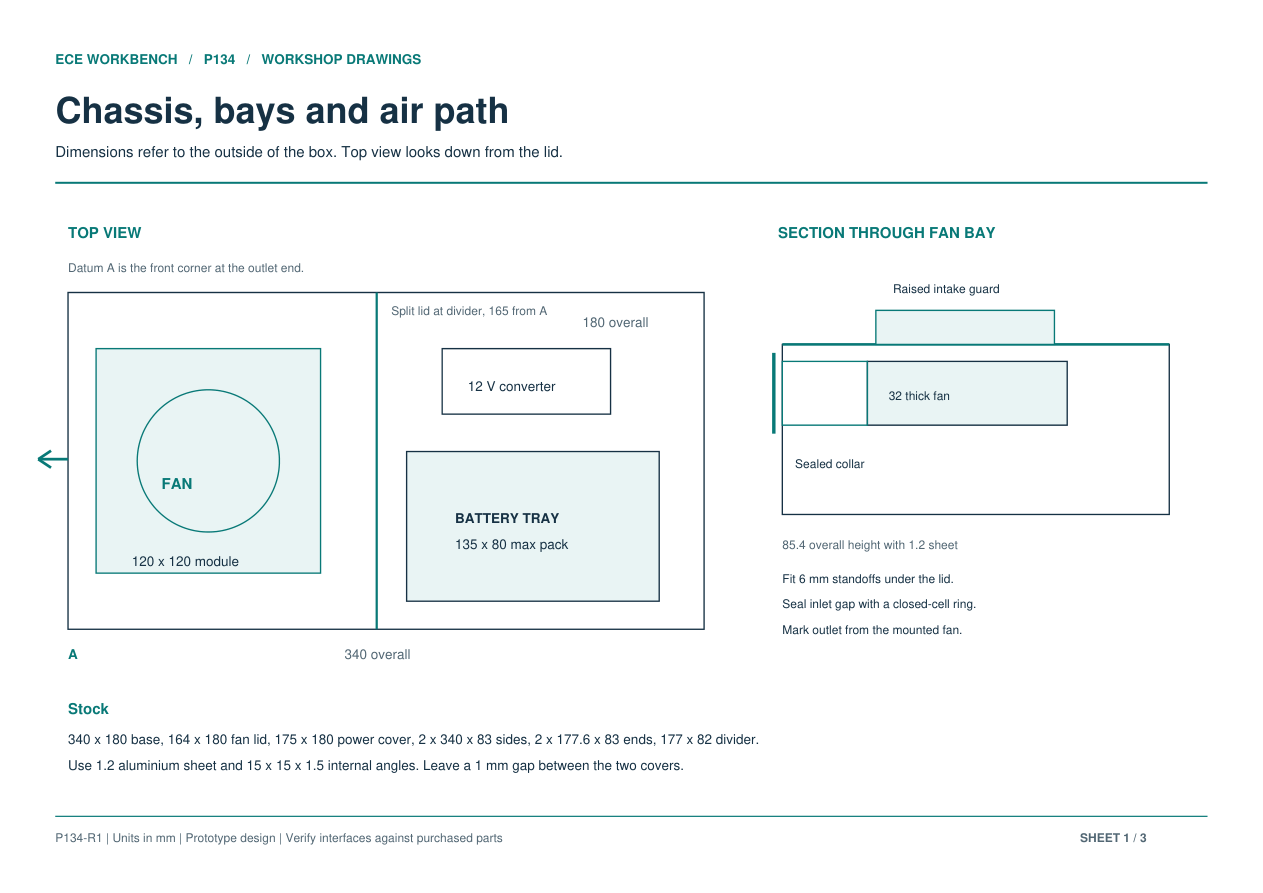 ECE WORKBENCH / P134 / WORKSHOP DRAWINGS
Chassis, bays and air path
Dimensions refer to the outside of the box. Top view looks down from the lid.
TOP VIEW
Datum A is the front corner at the outlet end.
Split lid at divider, 165 from A
180 overall
12 V converter
FAN
120 x 120 module
BATTERY TRAY
135 x 80 max pack
A
340 overall
SECTION THROUGH FAN BAY
Raised intake guard
32 thick fan
Sealed collar
85.4 overall height with 1.2 sheet
Fit 6 mm standoffs under the lid.
Seal inlet gap with a closed-cell ring.
Mark outlet from the mounted fan.
Stock
340 x 180 base, 164 x 180 fan lid, 175 x 180 power cover, 2 x 340 x 83 sides, 2 x 177.6 x 83 ends, 177 x 82 divider.
Use 1.2 aluminium sheet and 15 x 15 x 1.5 internal angles. Leave a 1 mm gap between the two covers.
P134-R1 | Units in mm | Prototype design | Verify interfaces against purchased parts
SHEET 1 / 3